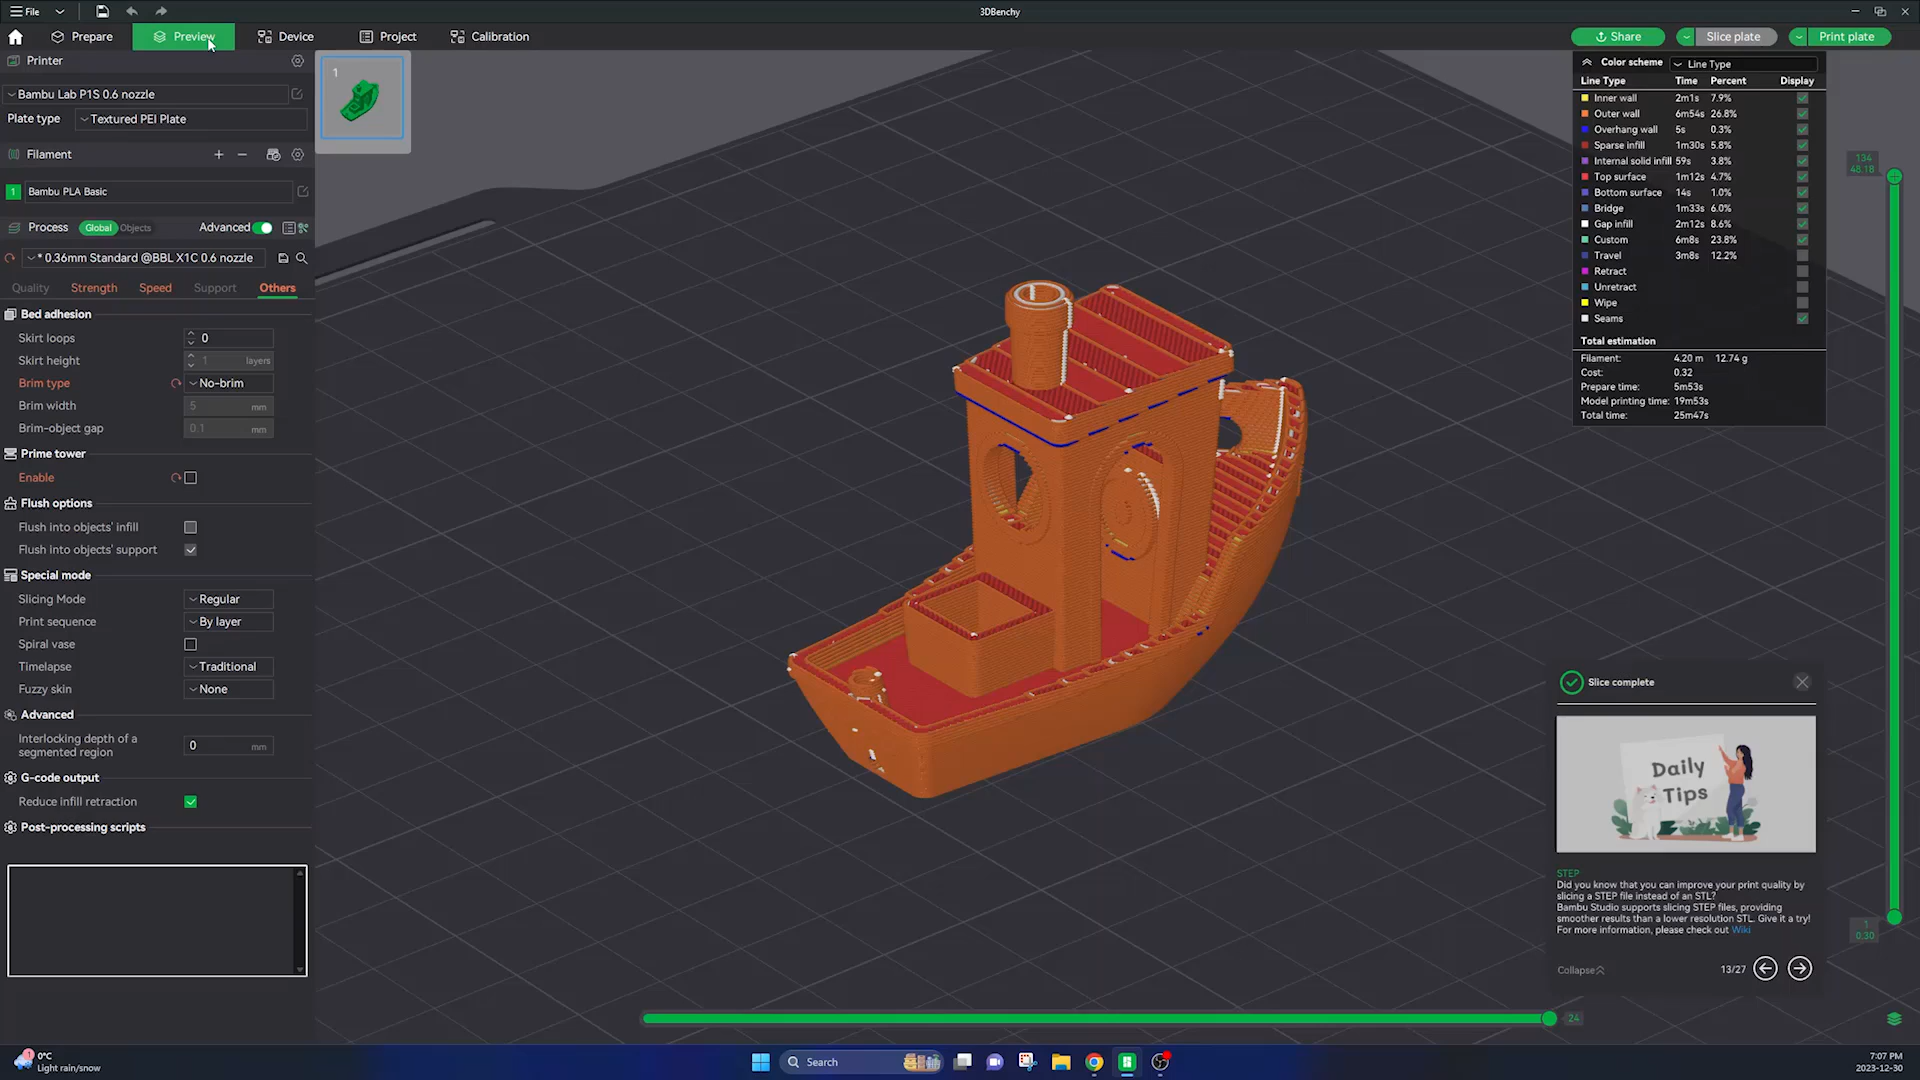 File
3DBenchy
Prepare
Preview
Device
Project
Calibration
Share
Slice plate
Print plate
Printer
Bambu Lab P1S 0.6 nozzle
Plate type
Textured PEI Plate
Filament
1
Bambu PLA Basic
Process
Global
Objects
Advanced
* 0.36mm Standard @BBL X1C 0.6 nozzle
Quality
Strength
Speed
Support
Others
Bed adhesion
Skirt loops
0
Skirt height
1 layers
Brim type
No-brim
Brim width
5 mm
Brim-object gap
0.1 mm
Prime tower
Enable
Flush options
Flush into objects' infill
Flush into objects' support
Special mode
Slicing Mode
Regular
Print sequence
By layer
Spiral vase
Timelapse
Traditional
Fuzzy skin
None
Advanced
Interlocking depth of a
segmented region
0 mm
G-code output
Reduce infill retraction
Post-processing scripts
1
Color scheme
Line Type
Line Type Time Percent Display
Inner wall 2m1s 7.9%
Outer wall 6m54s 26.8%
Overhang wall 5s 0.3%
Sparse infill 1m30s 5.8%
Internal solid infill 59s 3.8%
Top surface 1m12s 4.7%
Bottom surface 14s 1.0%
Bridge 1m33s 6.0%
Gap infill 2m12s 8.6%
Custom 6m8s 23.8%
Travel 3m8s 12.2%
Retract
Unretract
Wipe
Seams
Total estimation
Filament: 4.20 m 12.74 g
Cost: 0.32
Prepare time: 5m53s
Model printing time: 19m53s
Total time: 25m47s
134
48.18
Slice complete
Daily
Tips
STEP
Did you know that you can improve your print quality by
slicing a STEP file instead of an STL?
Bambu Studio supports slicing STEP files, providing
smoother results than a lower resolution STL. Give it a try!
For more information, please check out Wiki
Collapse
13/27
1
0.30
24
1
0°C
Light rain/snow
Search
7:07 PM
2023-12-30